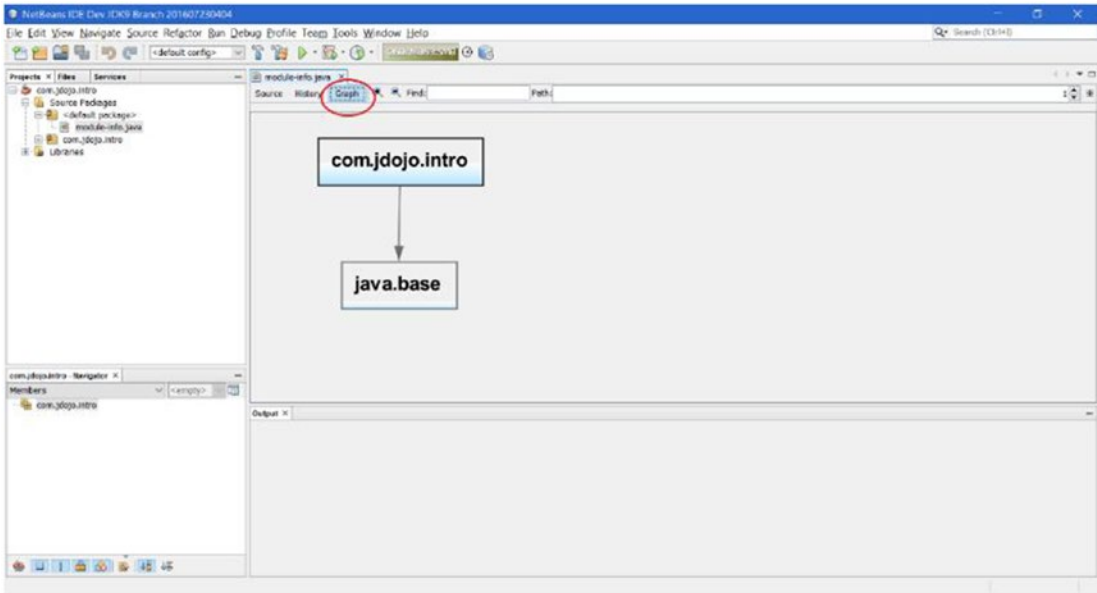 NetBeans IDE Dev JDK9 Branch 201607230404
File Edit View Navigate Source Refactor Run Debug Profile Team Tools Window Help
Search (Ctrl+I)
<default config>
Projects × Files Services
com.jdojo.intro
Source Packages
<default package>
module-info.java
com.jdojo.intro
Libraries
module-info.java ×
Source History Graph Find: Path:
com.jdojo.intro
java.base
com.jdojo.intro - Navigator ×
Members <empty>
com.jdojo.intro
Output ×